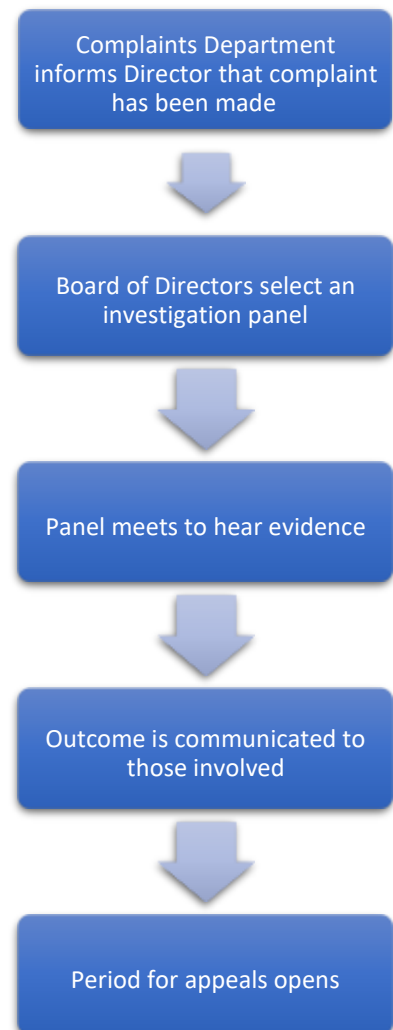 Complaints Department
informs Director that complaint
has been made
Board of Directors select an
investigation panel
Panel meets to hear evidence
Outcome is communicated to
those involved
Period for appeals opens